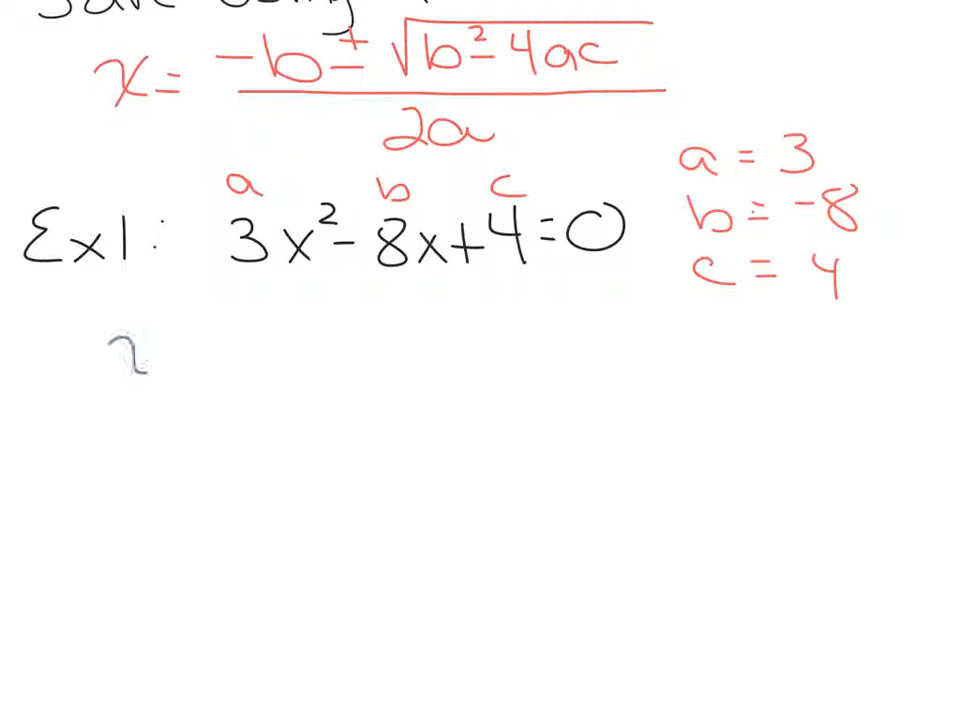 x = -b ± √b² - 4ac
2a
a b c
a = 3
Ex1: 3x² - 8x + 4 = 0
b = -8
c = 4